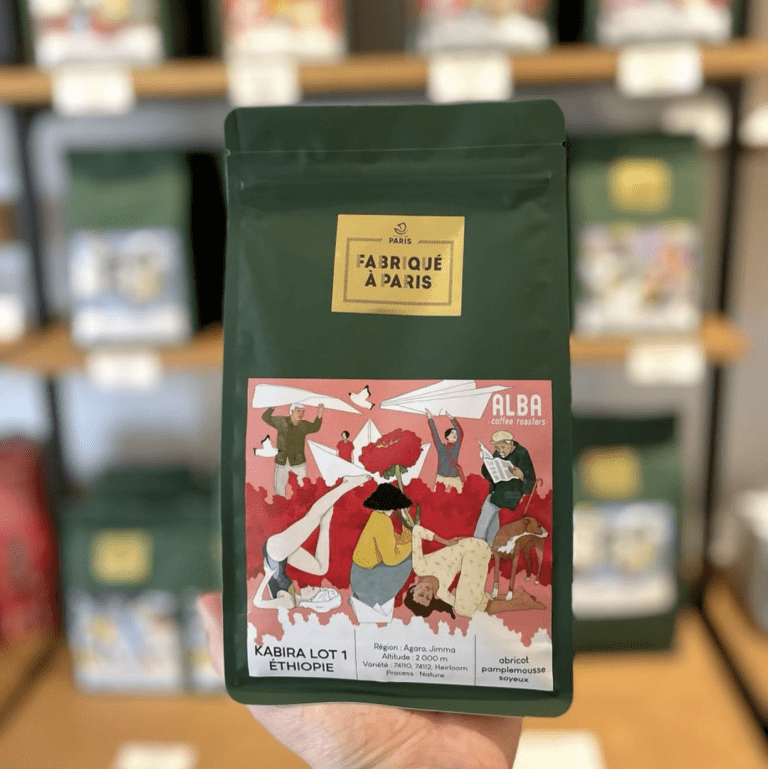 PARIS
FABRIQUÉ
À PARIS
ALBA
coffee roasters
KABIRA LOT 1
ÉTHIOPIE
Région : Agaro, Jimma
Altitude : 2 000 m
Variété : 74110, 74112, Heirloom
Process : Nature
abricot
pamplemousse
soyeux